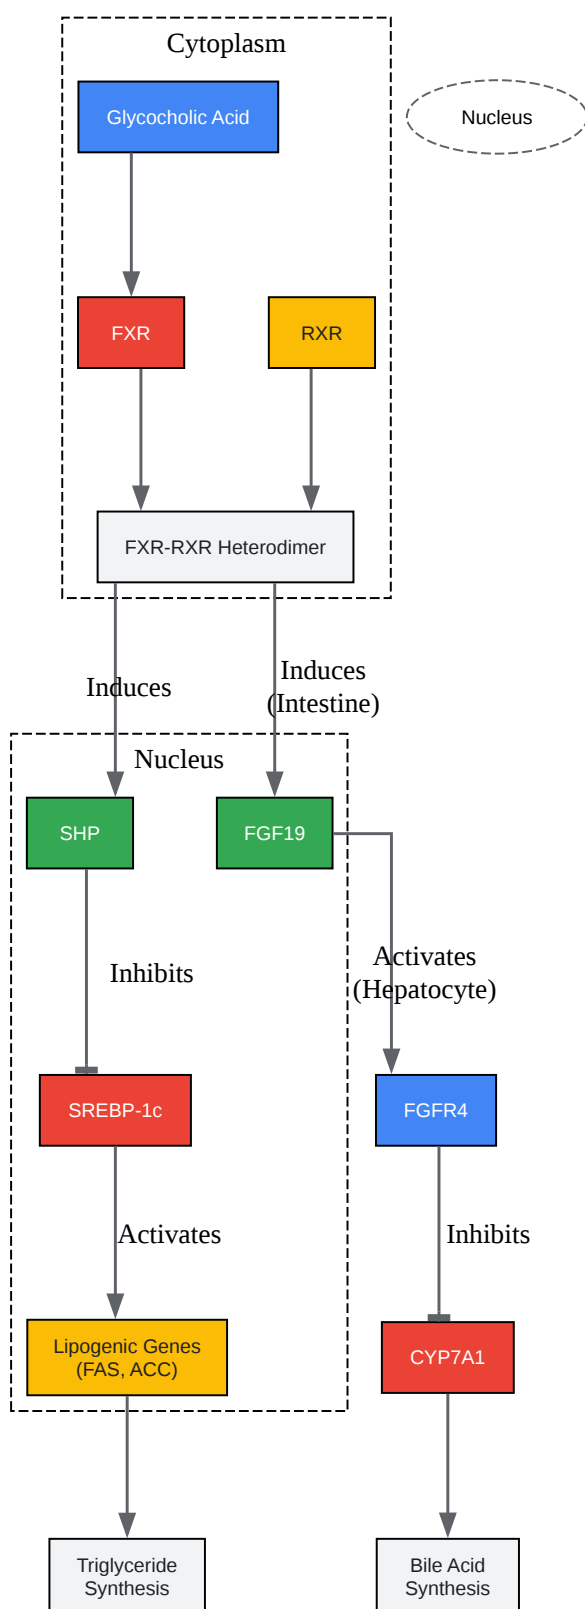 Cytoplasm
Glycocholic Acid
Nucleus
FXR
RXR
FXR-RXR Heterodimer
Induces
Induces
(Intestine)
Nucleus
SHP
FGF19
Inhibits
Activates
(Hepatocyte)
SREBP-1c
FGFR4
Activates
Inhibits
Lipogenic Genes
(FAS, ACC)
CYP7A1
Triglyceride
Synthesis
Bile Acid
Synthesis